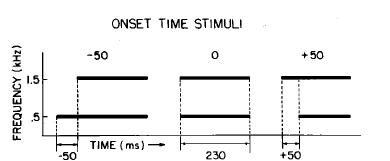 ONSET TIME STIMULI
-50 0 +50
FREQUENCY (kHz)
1.5
.5
TIME (ms)
-50 230 +50